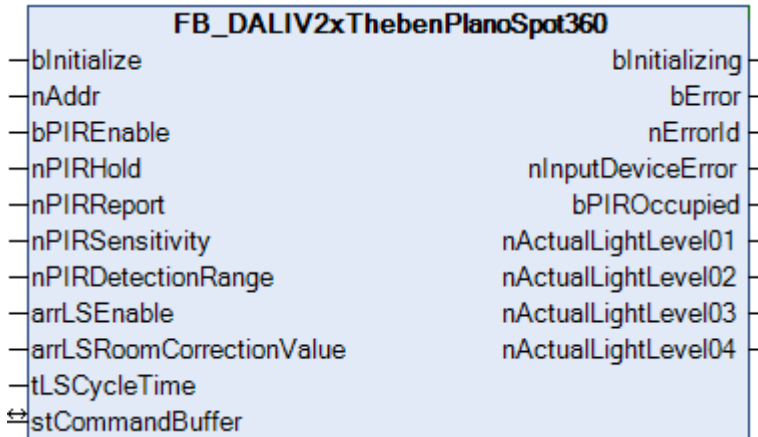 FB_DALIV2xThebenPlanoSpot360
bInitialize bInitializing
nAddr bError
bPIREnable nErrorId
nPIRHold nInputDeviceError
nPIRReport bPIROccupied
nPIRSensitivity nActualLightLevel01
nPIRDetectionRange nActualLightLevel02
arrLSEnable nActualLightLevel03
arrLSRoomCorrectionValue nActualLightLevel04
tLSCycleTime
stCommandBuffer